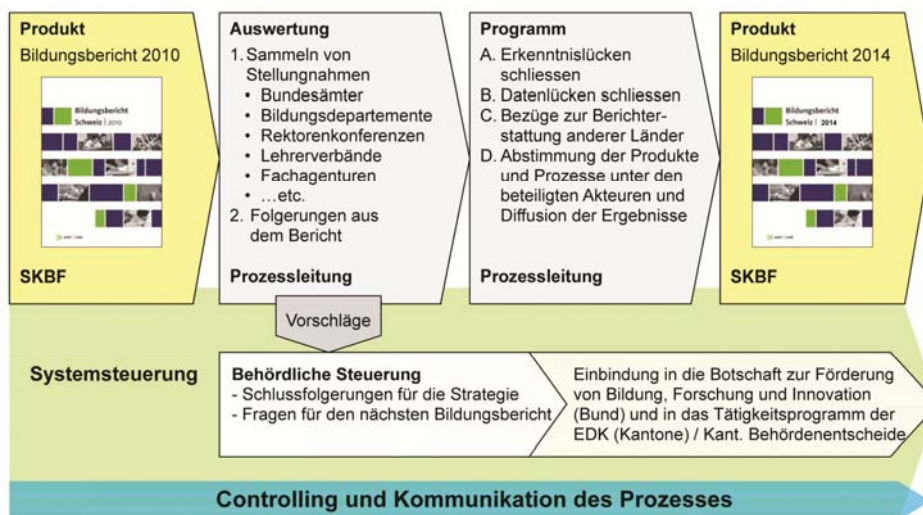 Produkt
Bildungsbericht 2010
Bildungsbericht
Schweiz | 2010
SKBF
Auswertung
1. Sammeln von
Stellungnahmen
• Bundesämter
• Bildungsdepartemente
• Rektorenkonferenzen
• Lehrerverbände
• Fachagenturen
• …etc.
2. Folgerungen aus
dem Bericht
Prozessleitung
Programm
A. Erkenntnislücken
schliessen
B. Datenlücken schliessen
C. Bezüge zur Berichter-
stattung anderer Länder
D. Abstimmung der Produkte
und Prozesse unter den
beteiligten Akteuren und
Diffusion der Ergebnisse
Prozessleitung
Produkt
Bildungsbericht 2014
Bildungsbericht
Schweiz | 2014
SKBF
Vorschläge
Systemsteuerung
Behördliche Steuerung
- Schlussfolgerungen für die Strategie
- Fragen für den nächsten Bildungsbericht
Einbindung in die Botschaft zur Förderung
von Bildung, Forschung und Innovation
(Bund) und in das Tätigkeitsprogramm der
EDK (Kantone) / Kant. Behördenentscheide
Controlling und Kommunikation des Prozesses